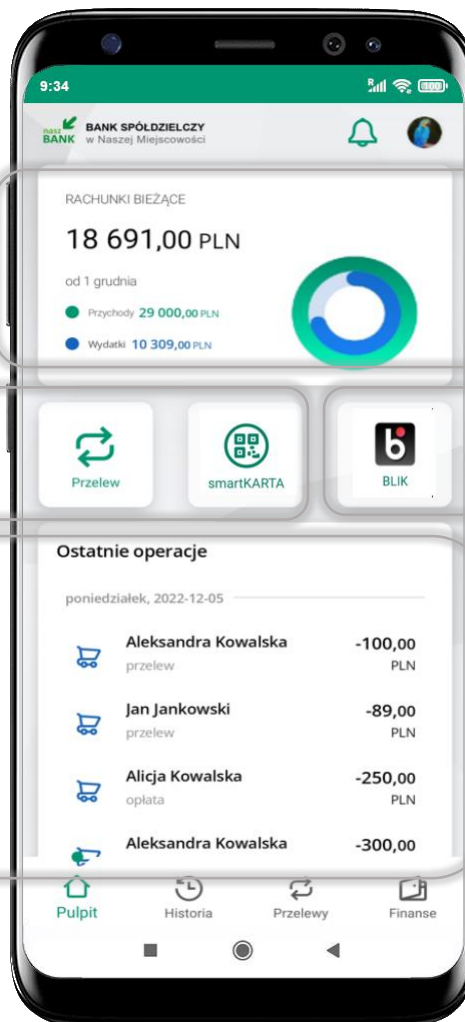 9:34
R
100
nasz
BANK
BANK SPÓŁDZIELCZY
w Naszej Miejscowości
RACHUNKI BIEŻĄCE
18 691,00 PLN
od 1 grudnia
Przychody 29 000,00 PLN
Wydatki 10 309,00 PLN
Przelew
smartKARTA
b
BLIK
Ostatnie operacje
poniedziałek, 2022-12-05
Aleksandra Kowalska -100,00
przelew PLN
Jan Jankowski -89,00
przelew PLN
Alicja Kowalska -250,00
opłata PLN
Aleksandra Kowalska -300,00
Pulpit Historia Przelewy Finanse